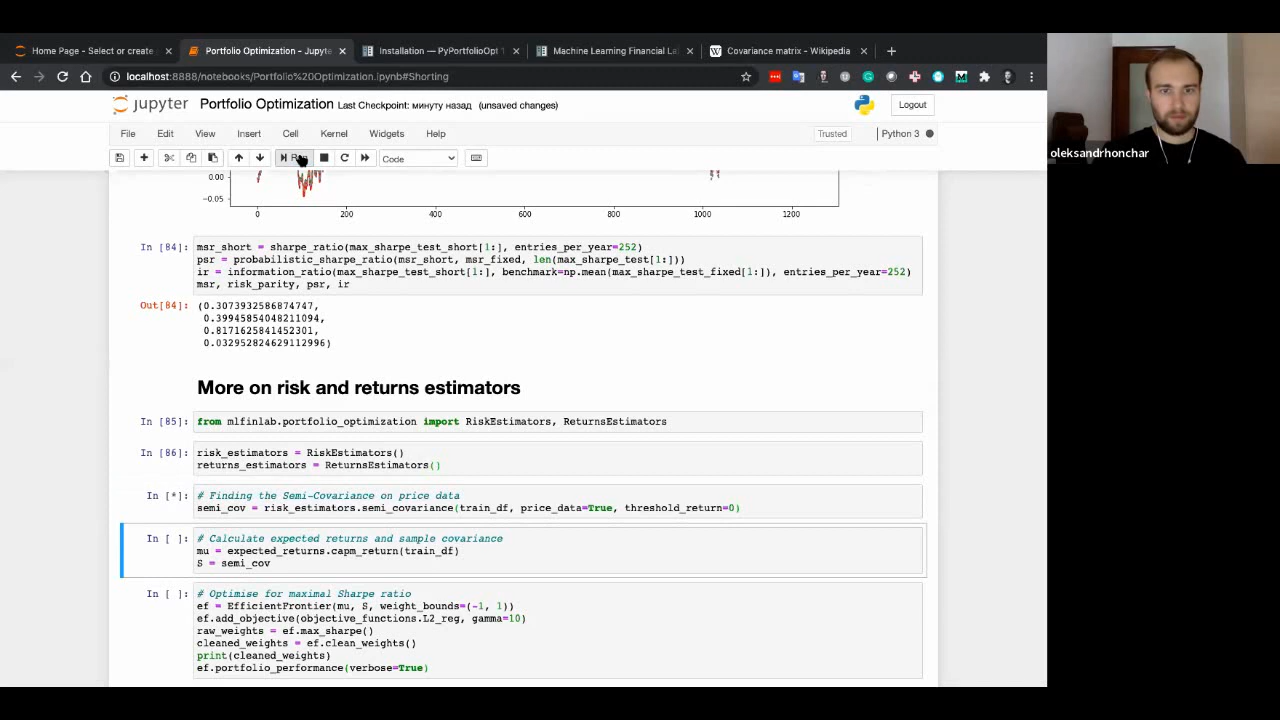 Home Page - Select or create
Portfolio Optimization - Jupyte
Installation — PyPortfolioOpt
Machine Learning Financial La
Covariance matrix - Wikipedia
localhost:8888/notebooks/Portfolio%20Optimization.ipynb#Shorting
jupyter Portfolio Optimization Last Checkpoint: минуту назад (unsaved changes)
Logout
File Edit View Insert Cell Kernel Widgets Help
Trusted Python 3
Code
oleksandrhonchar
0.00
−0.05
0 200 400 600 800 1000 1200
In [84]: msr_short = sharpe_ratio(max_sharpe_test_short[1:], entries_per_year=252)
psr = probabilistic_sharpe_ratio(msr_short, msr_fixed, len(max_sharpe_test[1:]))
ir = information_ratio(max_sharpe_test_short[1:], benchmark=np.mean(max_sharpe_test_fixed[1:]), entries_per_year=252)
msr, risk_parity, psr, ir
Out[84]: (0.3073932586874747,
0.39945854048211094,
0.8171625841452301,
0.032952824629112996)
More on risk and returns estimators
In [85]: from mlfinlab.portfolio_optimization import RiskEstimators, ReturnsEstimators
In [86]: risk_estimators = RiskEstimators()
returns_estimators = ReturnsEstimators()
In [*]: # Finding the Semi-Covariance on price data
semi_cov = risk_estimators.semi_covariance(train_df, price_data=True, threshold_return=0)
In [ ]: # Calculate expected returns and sample covariance
mu = expected_returns.capm_return(train_df)
S = semi_cov
In [ ]: # Optimise for maximal Sharpe ratio
ef = EfficientFrontier(mu, S, weight_bounds=(-1, 1))
ef.add_objective(objective_functions.L2_reg, gamma=10)
raw_weights = ef.max_sharpe()
cleaned_weights = ef.clean_weights()
print(cleaned_weights)
ef.portfolio_performance(verbose=True)